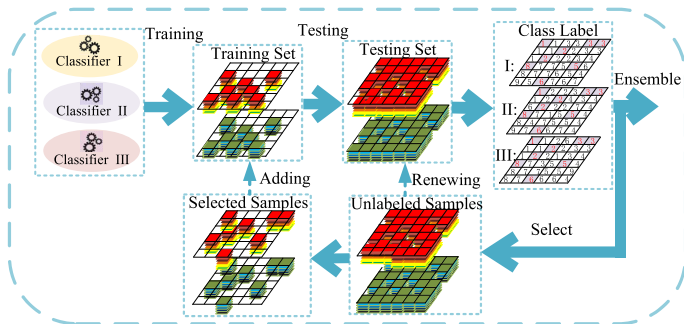 Training
Testing
Class Label
Classifier I
Training Set
Testing Set
I:
Ensemble
Classifier II
II:
Classifier III
III:
Adding
Renewing
Selected Samples
Unlabeled Samples
Select